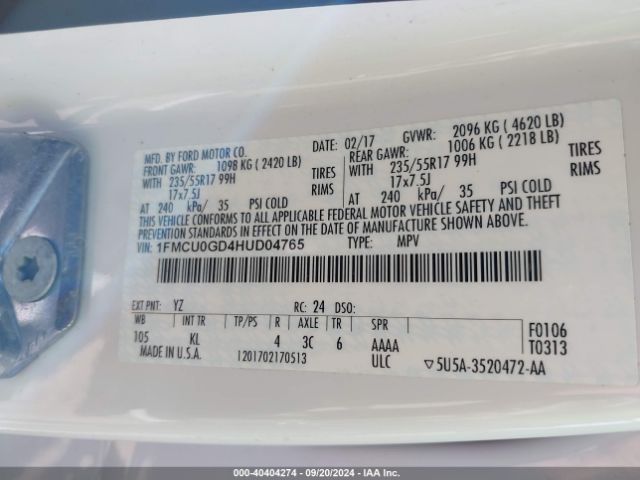 MFD. BY FORD MOTOR CO.
DATE: 02/17 GVWR: 2096 KG ( 4620 LB)
FRONT GAWR: 1098 KG ( 2420 LB) REAR GAWR: 1006 KG ( 2218 LB)
WITH 235/55R17 99H TIRES WITH 235/55R17 99H TIRES
17x7.5J RIMS 17x7.5J RIMS
AT 240 kPa/ 35 PSI COLD AT 240 kPa/ 35 PSI COLD
THIS VEHICLE CONFORMS TO ALL APPLICABLE FEDERAL MOTOR VEHICLE SAFETY AND THEFT
PREVENTION STANDARDS IN EFFECT ON THE DATE OF MANUFACTURE SHOWN ABOVE.
VIN: 1FMCU0GD4HUD04765 TYPE: MPV
EXT PNT: YZ RC: 24 DSO:
WB INT TR TP/PS R AXLE TR SPR
105 KL 4 3C 6 AAAA
F0106
T0313
MADE IN U.S.A. 1201702170513 ULC ▽5U5A-3520472-AA
000-40404274 - 09/20/2024 - IAA